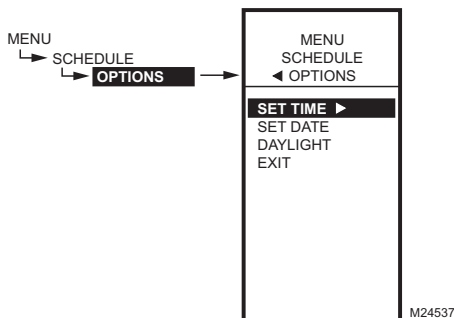 MENU
SCHEDULE
OPTIONS
MENU
SCHEDULE
◄ OPTIONS
SET TIME ►
SET DATE
DAYLIGHT
EXIT
M24537